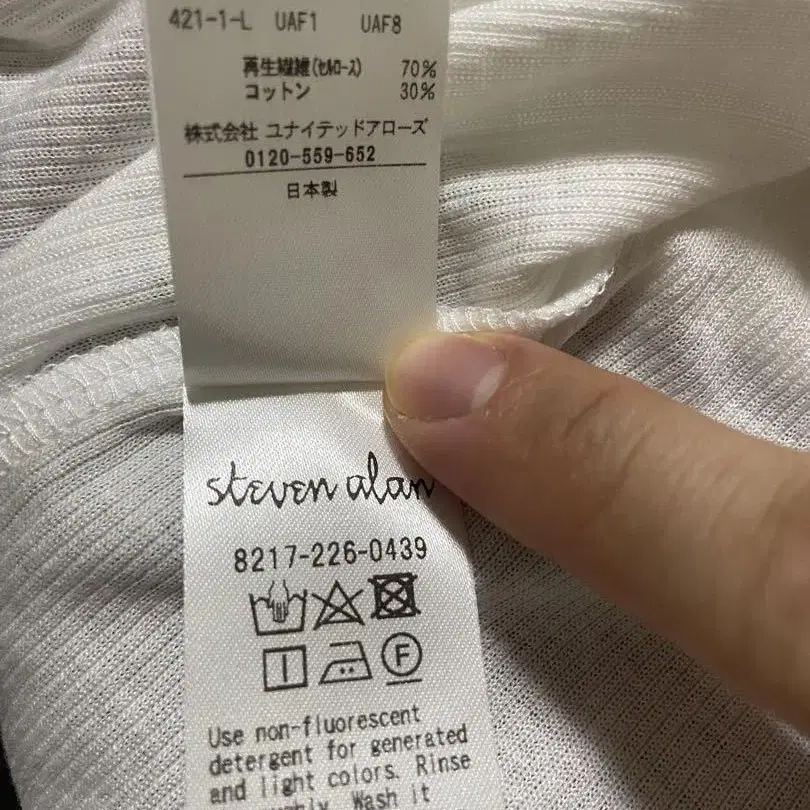 421-1-L UAF1 UAF8
再生繊維(セルロース) 70%
コットン 30%
株式会社 ユナイテッドアローズ
0120-559-652
日本製
steven alan
8217-226-0439
F
Use non-fluorescent
detergent for generated
and light colors. Rinse
Wash it